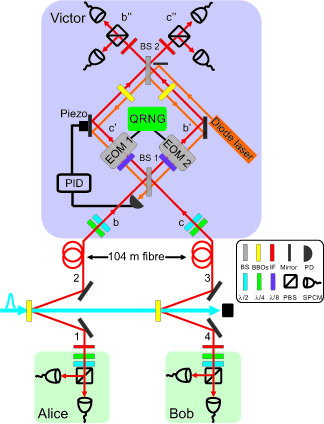 Victor
b''
c''
BS 2
Piezo
QRNG
c'
b'
EOM 1
EOM 2
BS 1
Diode laser
PID
b
c
104 m fibre
2
3
BS BBOs IF Mirror PD
λ/2 λ/4 λ/8 PBS SPCM
1
4
Alice
Bob